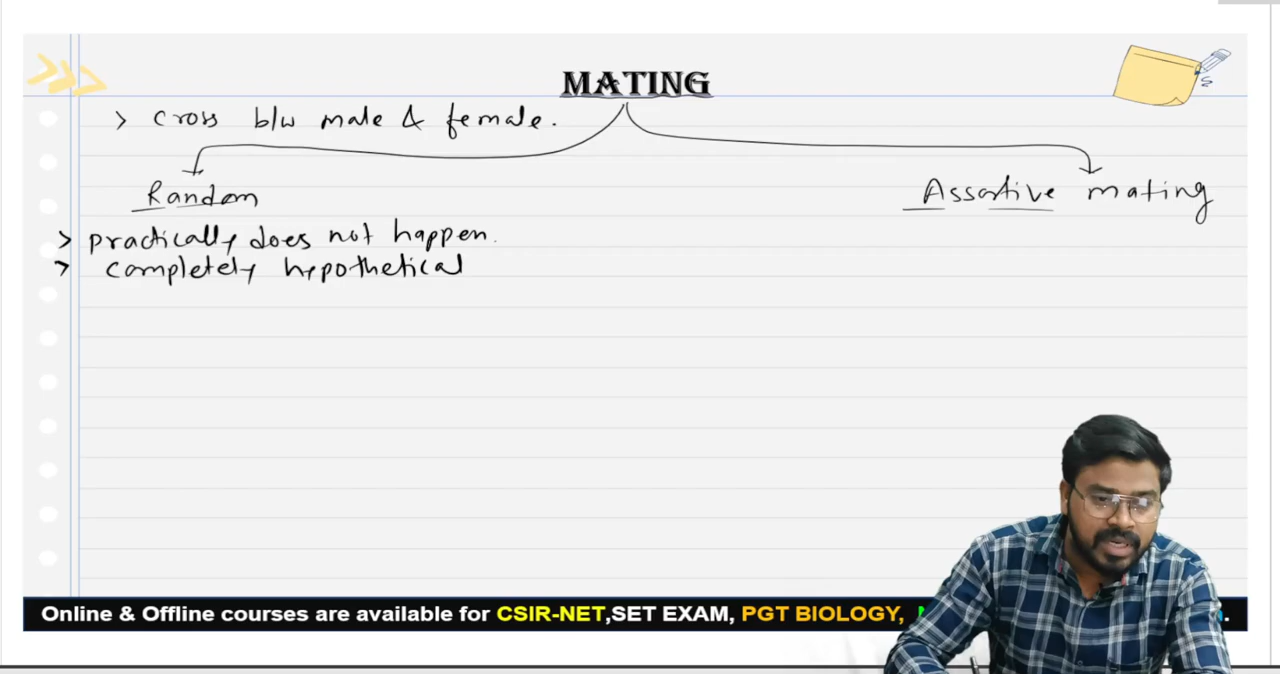 MATING
> cross b/w male & female.
Random
Assortive mating
> practically does not happen.
> completely hypothetical
Online & Offline courses are available for CSIR-NET,SET EXAM, PGT BIOLOGY,